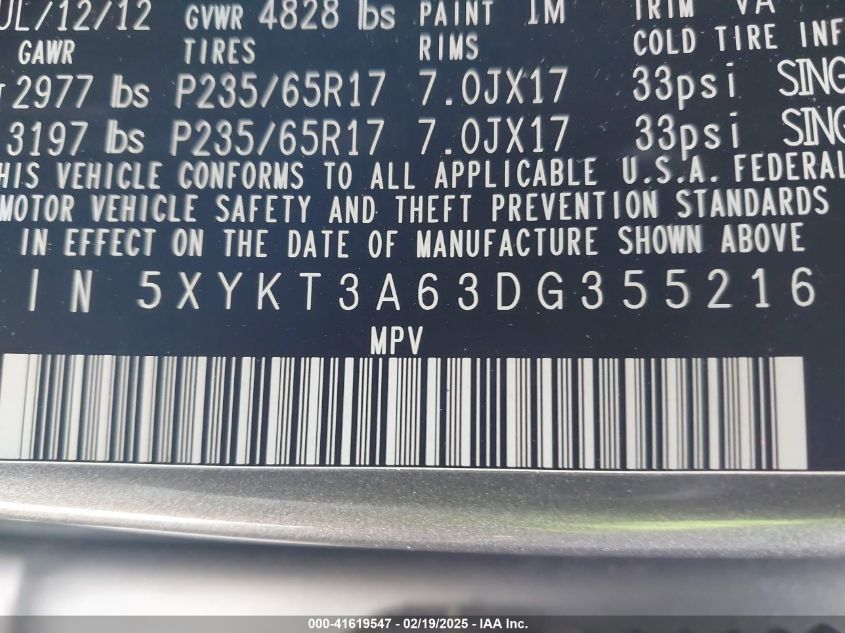 UL/12/12 GVWR 4828 lbs PAINT 1M TRIM VA
GAWR TIRES RIMS COLD TIRE INF
2977 lbs P235/65R17 7.0JX17 33psi SING
3197 lbs P235/65R17 7.0JX17 33psi SING
HIS VEHICLE CONFORMS TO ALL APPLICABLE U.S.A. FEDERAL
MOTOR VEHICLE SAFETY AND THEFT PREVENTION STANDARDS
IN EFFECT ON THE DATE OF MANUFACTURE SHOWN ABOVE
IN 5XYKT3A63DG355216
MPV
000-41619547 - 02/19/2025 - IAA Inc.